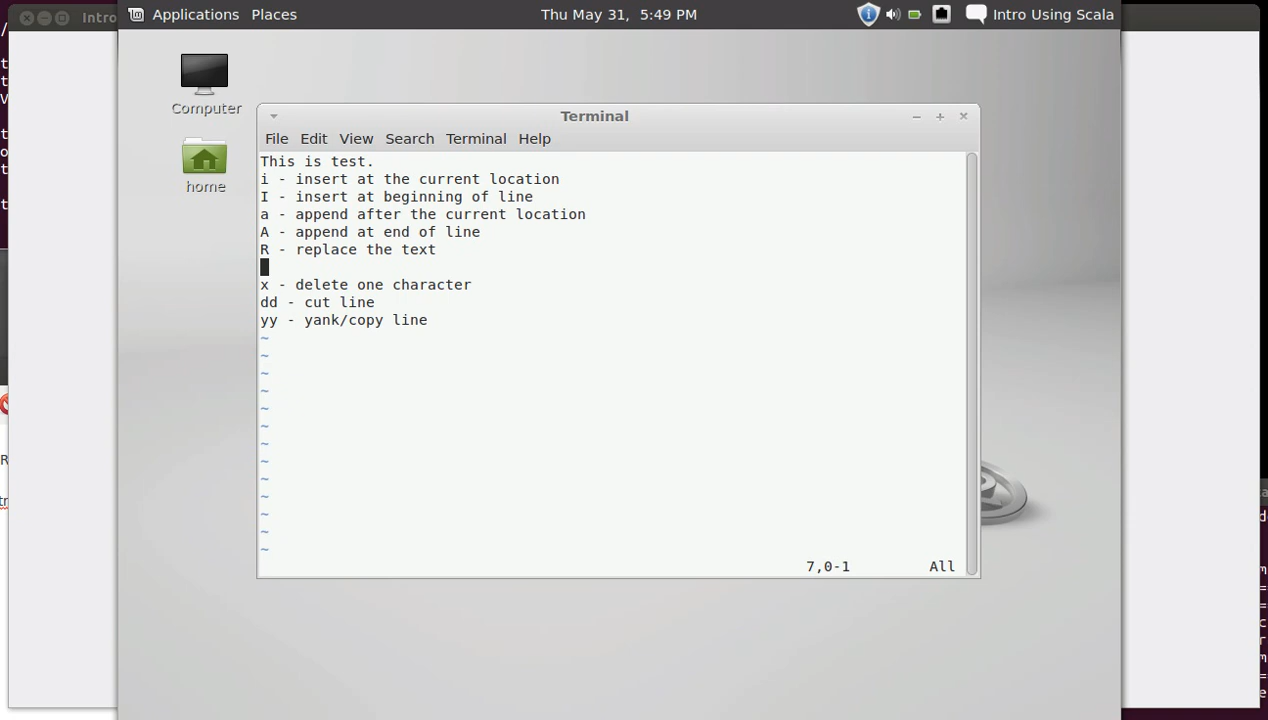 Intro
Applications Places Thu May 31, 5:49 PM Intro Using Scala
Computer
home
Terminal
File Edit View Search Terminal Help
This is test.
i - insert at the current location
I - insert at beginning of line
a - append after the current location
A - append at end of line
R - replace the text
x - delete one character
dd - cut line
yy - yank/copy line
~
~
~
~
~
~
~
~
~
~
~
~
~
7,0-1 All